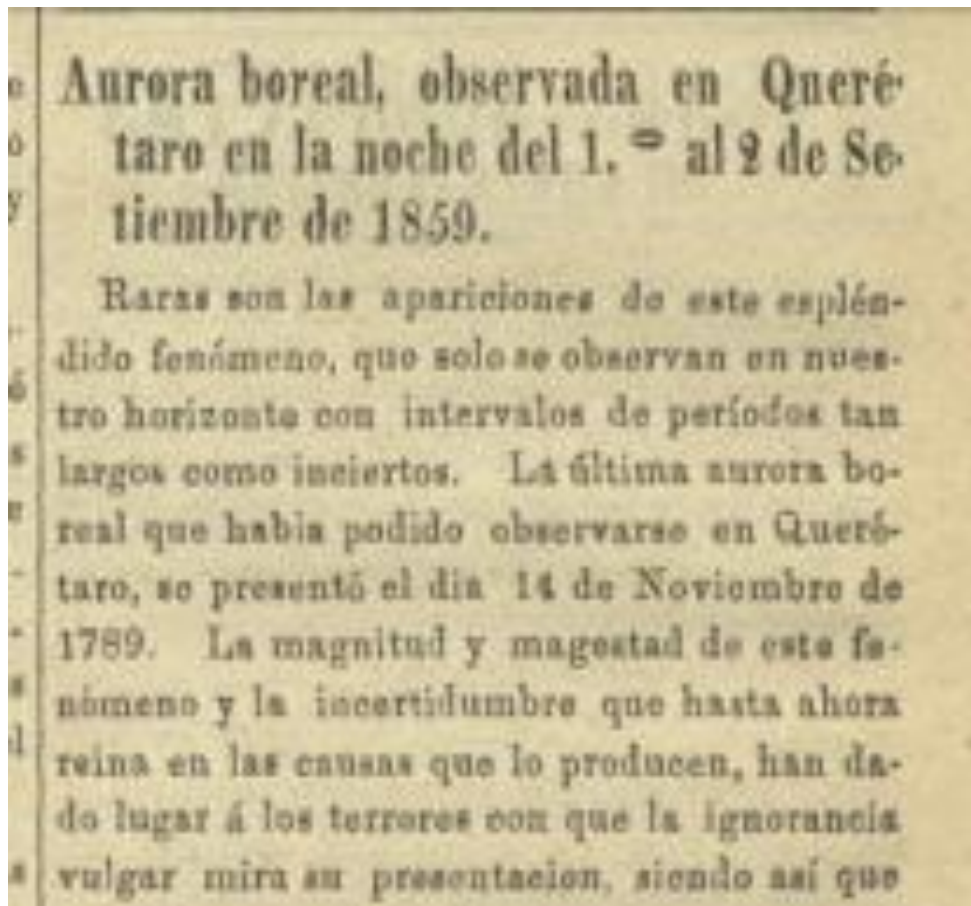 Aurora boreal, observada en Queré-
taro en la noche del 1.º al 2 de Se-
tiembre de 1859.
Raras son las apariciones de este esplén-
dido fenómeno, que solo se observan en nues-
tro horizonte con intervalos de períodos tan
largos como inciertos. La última aurora bo-
real que habia podido observarse en Queré-
taro, se presentó el dia 14 de Noviembre de
1789. La magnitud y magestad de este fe-
nómeno y la incertidumbre que hasta ahora
reina en las causas que lo producen, han da-
do lugar á los terrores con que la ignorancia
vulgar mira su presentacion, siendo así que